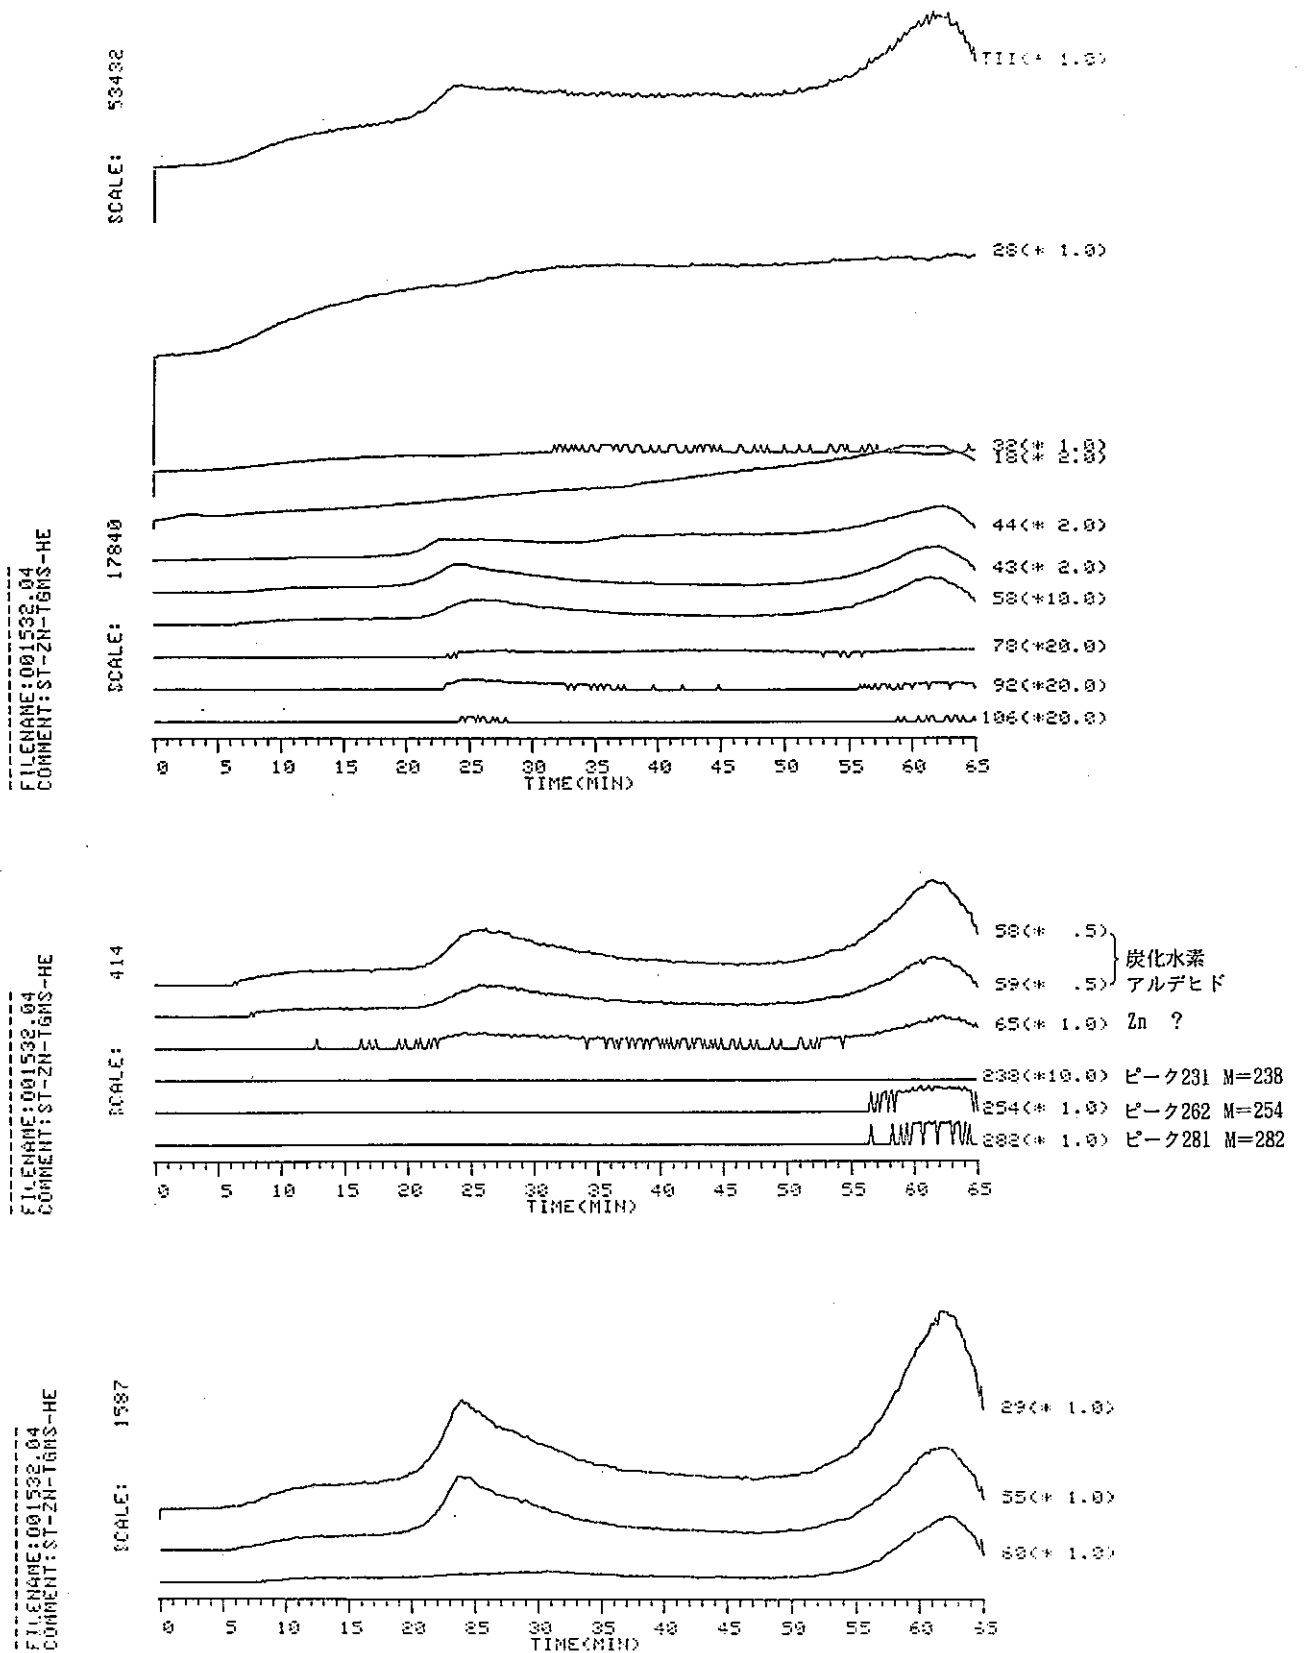 SCALE: 53432
TII(* 1.0)
28(* 1.0)
32(* 1.0)
18(* 2.0)
FILENAME:001532.04
COMMENT:ST-ZN-TGMS-HE
SCALE: 17840
44(* 2.0)
43(* 2.0)
58(*10.0)
78(*20.0)
92(*20.0)
106(*20.0)
0 5 10 15 20 25 30 35 40 45 50 55 60 65
TIME(MIN)
FILENAME:001532.04
COMMENT:ST-ZN-TGMS-HE
SCALE: 414
58(* .5)
59(* .5)
炭化水素
アルデヒド
65(* 1.0) Zn ?
238(*10.0) ピーク231 M=238
254(* 1.0) ピーク262 M=254
282(* 1.0) ピーク281 M=282
0 5 10 15 20 25 30 35 40 45 50 55 60 65
TIME(MIN)
FILENAME:001532.04
COMMENT:ST-ZN-TGMS-HE
SCALE: 1587
29(* 1.0)
55(* 1.0)
60(* 1.0)
0 5 10 15 20 25 30 35 40 45 50 55 60 65
TIME(MIN)